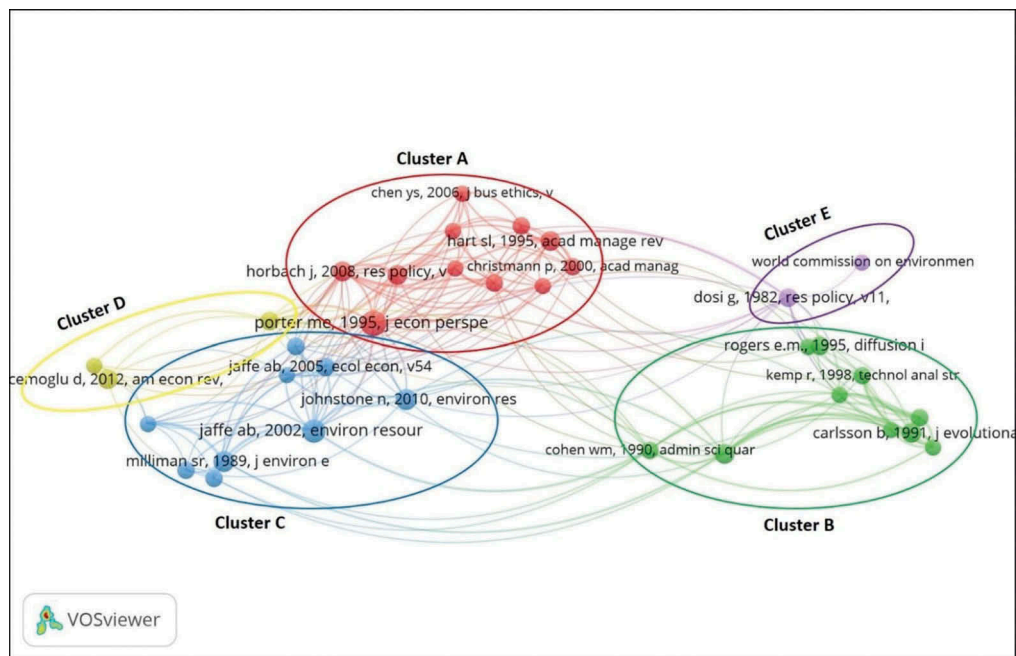 Cluster A
chen ys, 2006, j bus ethics, v
hart sl, 1995, acad manage rev
horbach j, 2008, res policy, v
christmann p, 2000, acad manag
porter me, 1995, j econ perspe
Cluster E
world commission on environmen
dosi g, 1982, res policy, v11,
Cluster D
cemoglu d, 2012, am econ rev,
jaffe ab, 2005, ecol econ, v54
johnstone n, 2010, environ res
jaffe ab, 2002, environ resour
milliman sr, 1989, j environ e
Cluster C
rogers e.m., 1995, diffusion i
kemp r, 1998, technol anal str
carlsson b, 1991, j evolutiona
cohen wm, 1990, admin sci quar
Cluster B
VOSviewer